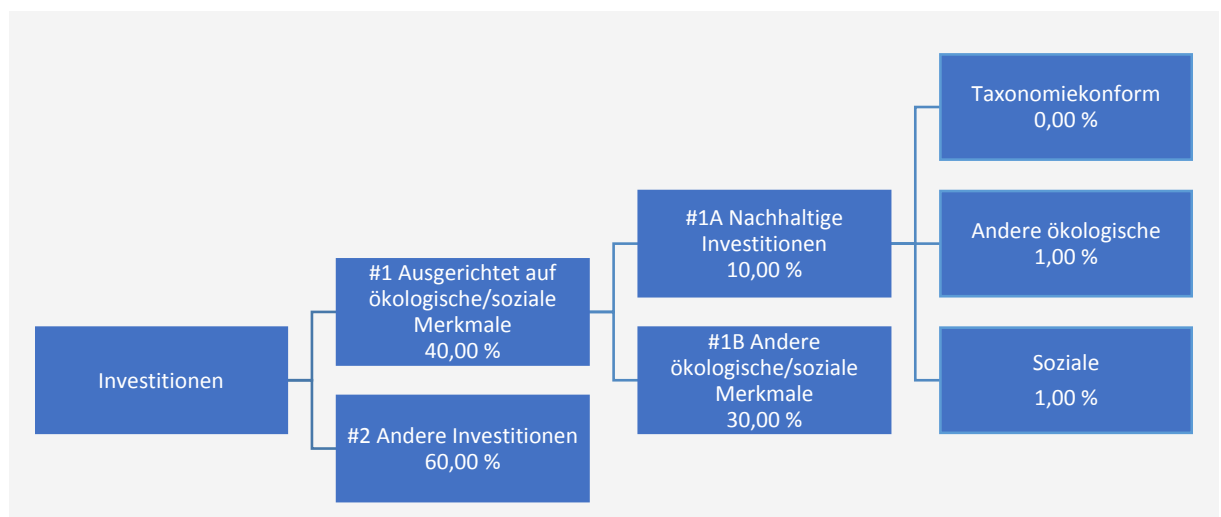 Investitionen
#1 Ausgerichtet auf
ökologische/soziale
Merkmale
40,00 %
#2 Andere Investitionen
60,00 %
#1A Nachhaltige
Investitionen
10,00 %
#1B Andere
ökologische/soziale
Merkmale
30,00 %
Taxonomiekonform
0,00 %
Andere ökologische
1,00 %
Soziale
1,00 %